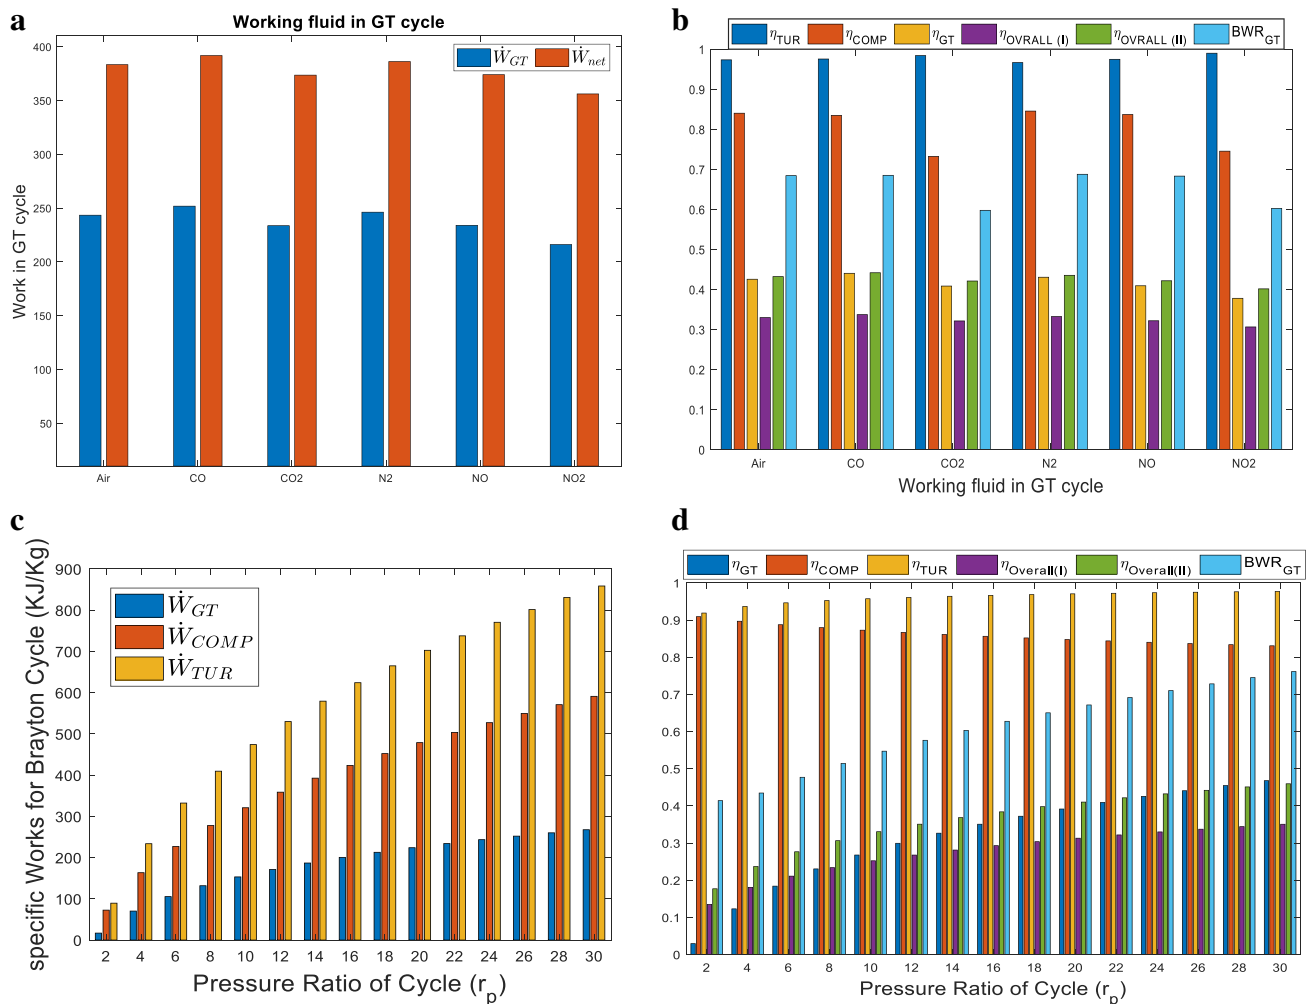 a
Working fluid in GT cycle
Ẇ_GT Ẇ_net
Work in GT cycle
400
350
300
250
200
150
100
50
Air CO CO2 N2 NO NO2
b
η_TUR η_COMP η_GT η_OVRALL (I) η_OVRALL (II) BWR_GT
1
0.9
0.8
0.7
0.6
0.5
0.4
0.3
0.2
0.1
0
Air CO CO2 N2 NO NO2
Working fluid in GT cycle
c
specific Works for Brayton Cycle (KJ/Kg)
Ẇ_GT
Ẇ_COMP
Ẇ_TUR
900
800
700
600
500
400
300
200
100
0
2 4 6 8 10 12 14 16 18 20 22 24 26 28 30
Pressure Ratio of Cycle (r_p)
d
η_GT η_COMP η_TUR η_Overall(I) η_Overall(II) BWR_GT
1
0.9
0.8
0.7
0.6
0.5
0.4
0.3
0.2
0.1
0
2 4 6 8 10 12 14 16 18 20 22 24 26 28 30
Pressure Ratio of Cycle (r_p)